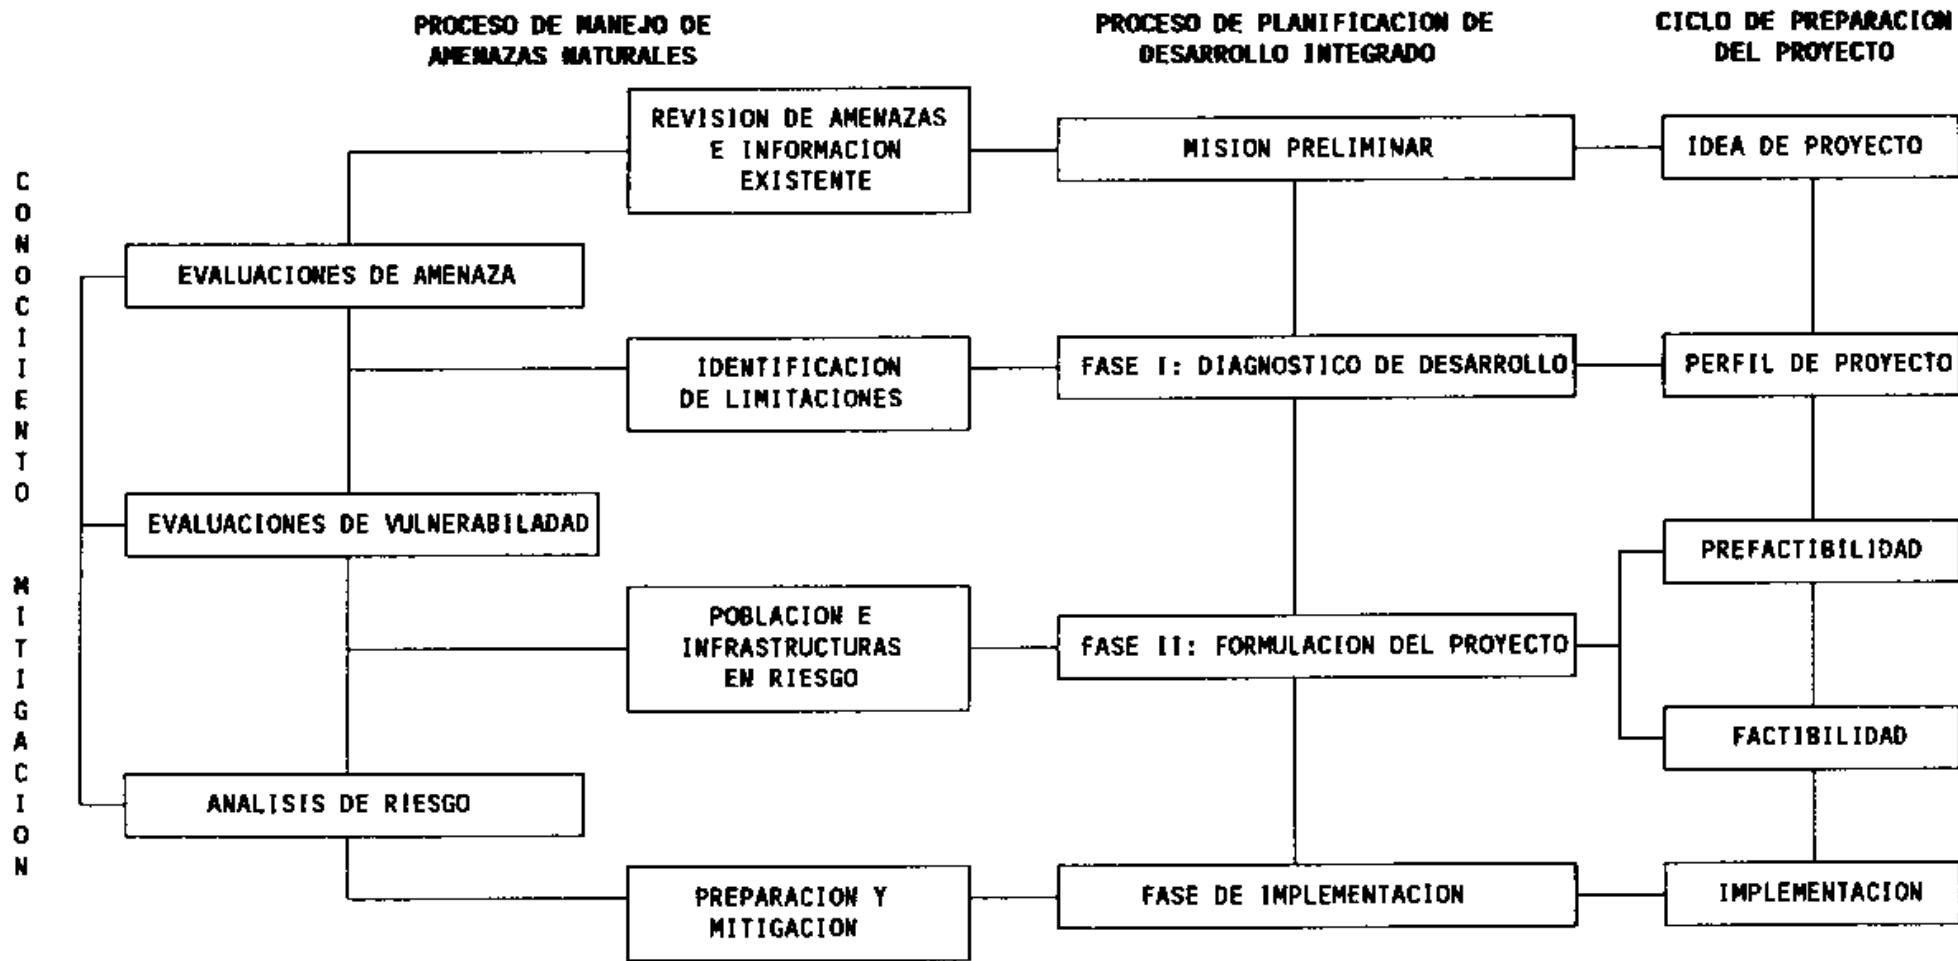 PROCESO DE MANEJO DE
AMENAZAS NATURALES
PROCESO DE PLANIFICACION DE
DESARROLLO INTEGRADO
CICLO DE PREPARACION
DEL PROYECTO
CONOCIIENTO
MITIGACION
REVISION DE AMENAZAS
E INFORMACION
EXISTENTE
MISION PRELIMINAR
IDEA DE PROYECTO
EVALUACIONES DE AMENAZA
IDENTIFICACION
DE LIMITACIONES
FASE I: DIAGNOSTICO DE DESARROLLO
PERFIL DE PROYECTO
EVALUACIONES DE VULNERABILADAD
PREFACTIBILIDAD
POBLACION E
INFRASTRUCTURAS
EN RIESGO
FASE II: FORMULACION DEL PROYECTO
FACTIBILIDAD
ANALISIS DE RIESGO
PREPARACION Y
MITIGACION
FASE DE IMPLEMENTACION
IMPLEMENTACION